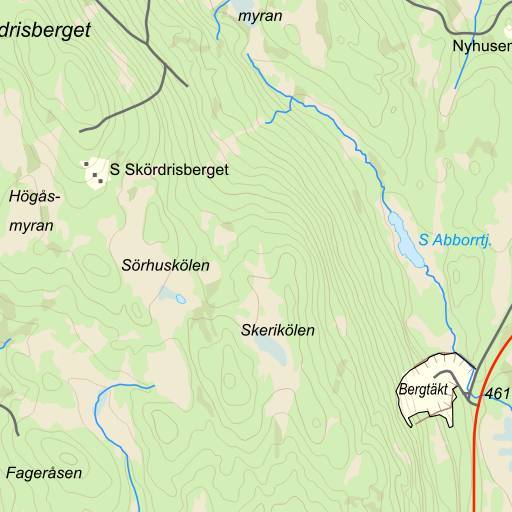 myran
drisberget
Nyhusen
S Skördrisberget
Högås-
myran
S Abborrtj.
Sörhuskölen
Skerikölen
Bergtäkt
461
Fageråsen